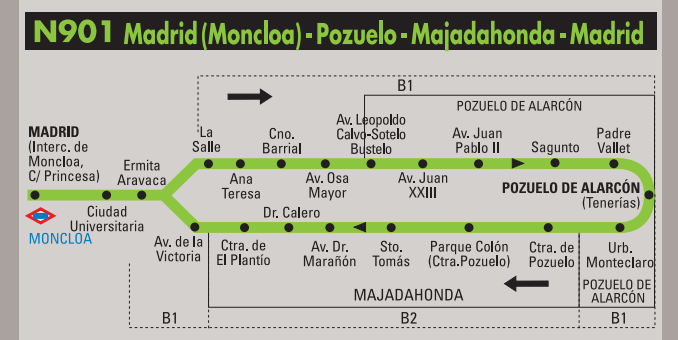 N901 Madrid (Moncloa) - Pozuelo - Majadahonda - Madrid
B1
POZUELO DE ALARCÓN
MADRID
(Interc. de
Moncloa,
C/ Princesa)
Ermita
Aravaca
La
Salle
Cno.
Barrial
Av. Leopoldo
Calvo-Sotelo
Bustelo
Av. Juan
Pablo II
Sagunto
Padre
Vallet
Ana
Teresa
Av. Osa
Mayor
Av. Juan
XXIII
POZUELO DE ALARCÓN
(Tenerías)
Ciudad
Universitaria
MONCLOA
Dr. Calero
Av. de la
Victoria
Ctra. de
El Plantío
Av. Dr.
Marañón
Sto.
Tomás
Parque Colón
(Ctra.Pozuelo)
Ctra. de
Pozuelo
Urb.
Monteclaro
MAJADAHONDA
POZUELO DE
ALARCÓN
B1
B2
B1